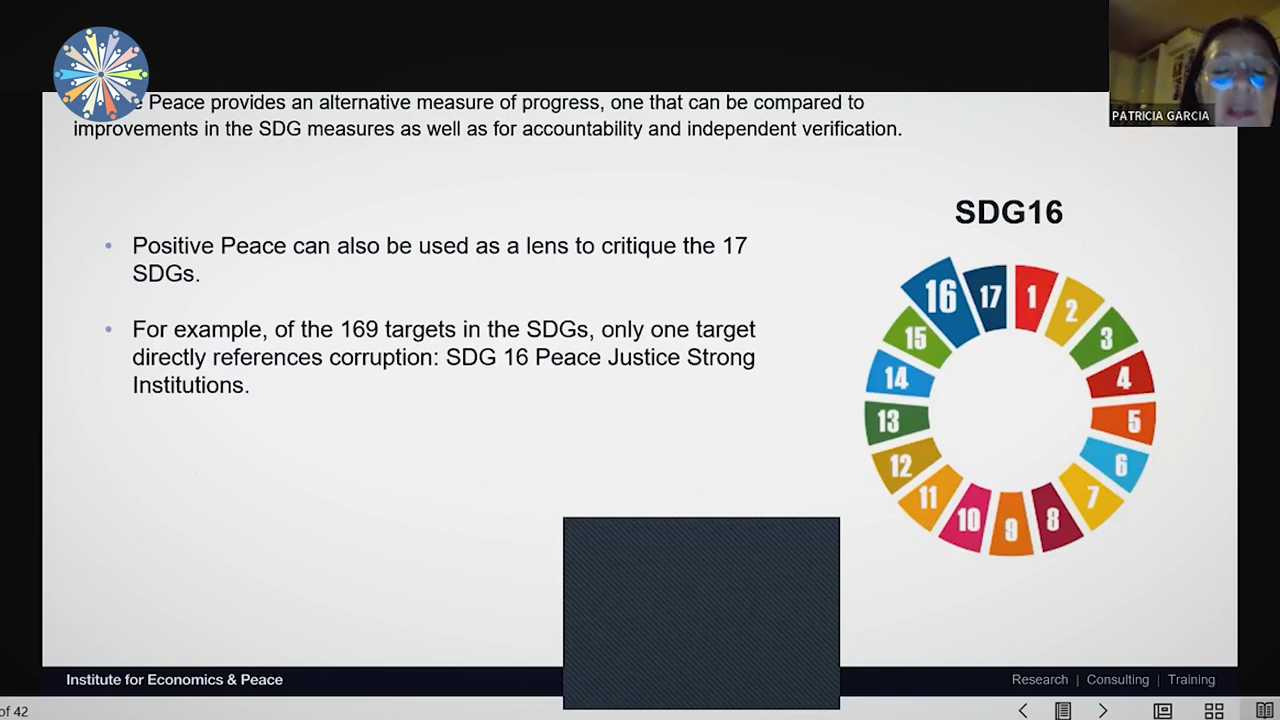 e Peace provides an alternative measure of progress, one that can be compared to
improvements in the SDG measures as well as for accountability and independent verification.
PATRICIA GARCIA
SDG16
• Positive Peace can also be used as a lens to critique the 17
SDGs.
• For example, of the 169 targets in the SDGs, only one target
directly references corruption: SDG 16 Peace Justice Strong
Institutions.
1
2
3
4
5
6
7
8
9
10
11
12
13
14
15
16
17
Institute for Economics & Peace
Research | Consulting | Training
of 42